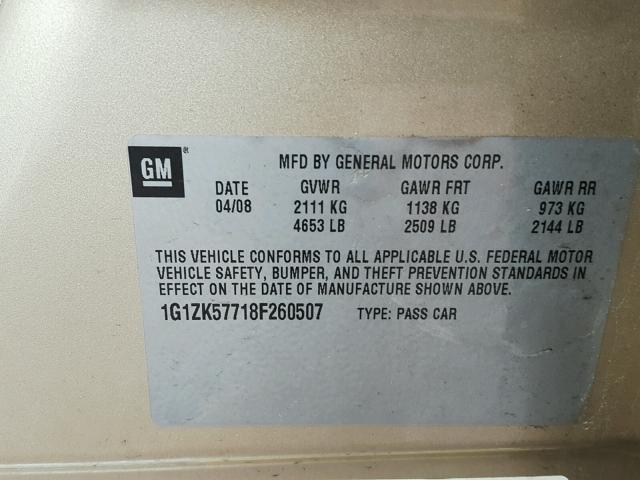 GM ® MFD BY GENERAL MOTORS CORP.
DATE GVWR GAWR FRT GAWR RR
04/08 2111 KG 1138 KG 973 KG
4653 LB 2509 LB 2144 LB
THIS VEHICLE CONFORMS TO ALL APPLICABLE U.S. FEDERAL MOTOR
VEHICLE SAFETY, BUMPER, AND THEFT PREVENTION STANDARDS IN
EFFECT ON THE DATE OF MANUFACTURE SHOWN ABOVE.
1G1ZK57718F260507 TYPE: PASS CAR